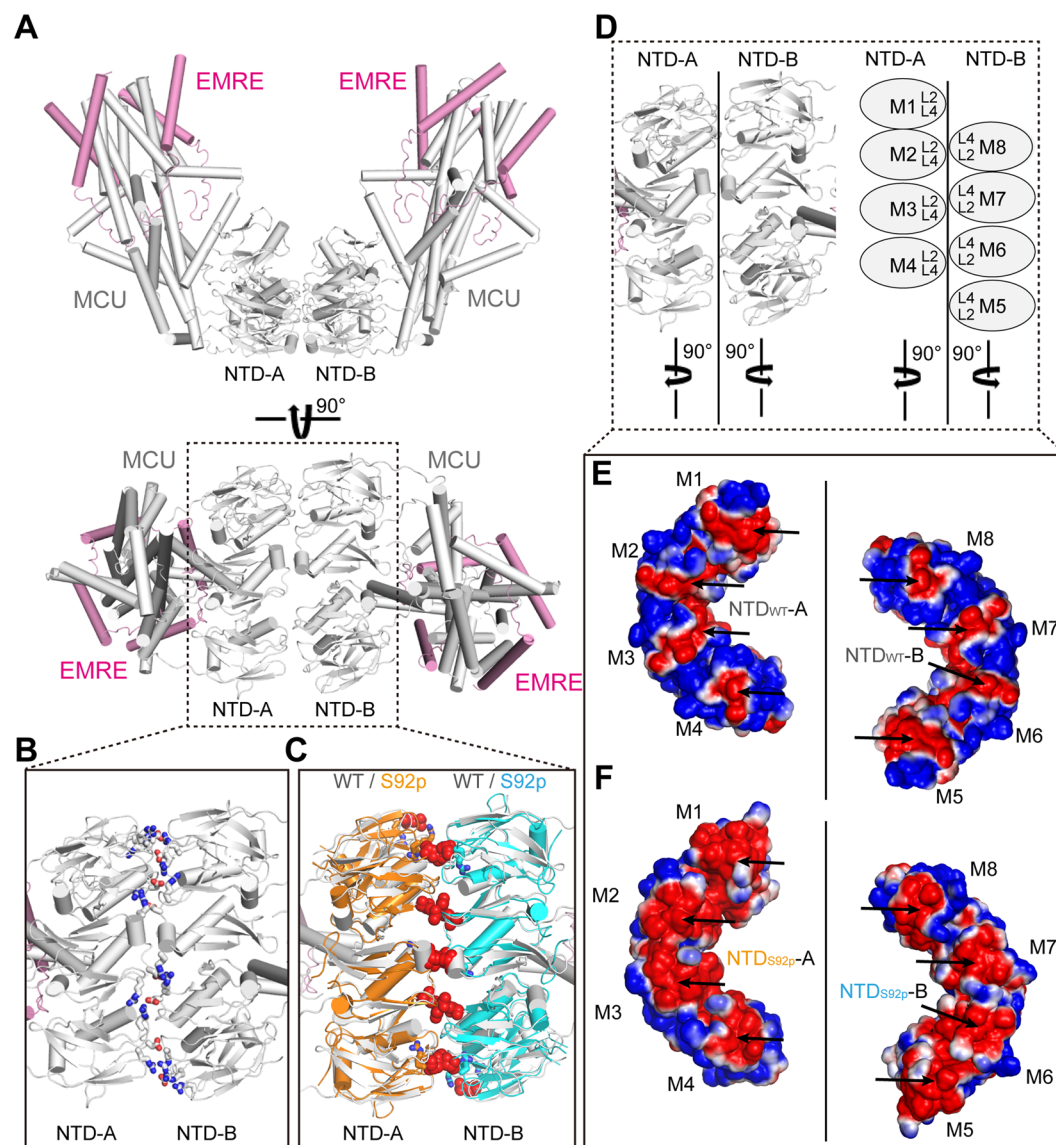 A
EMRE
EMRE
MCU
MCU
NTD-A
NTD-B
90°
MCU
MCU
EMRE
EMRE
NTD-A
NTD-B
B
NTD-A
NTD-B
C
WT / S92p
WT / S92p
NTD-A
NTD-B
D
NTD-A
NTD-B
NTD-A
NTD-B
M1 L2
L4
M2 L2
L4
L4 M8
L2
M3 L2
L4
L4 M7
L2
M4 L2
L4
L4 M6
L2
L4 M5
L2
90°
90°
90°
90°
E
M1
M2
M8
NTDWT-A
M7
M3
NTDWT-B
M4
M6
M5
F
M1
M2
M8
M7
NTDS92p-A
NTDS92p-B
M3
M4
M6
M5